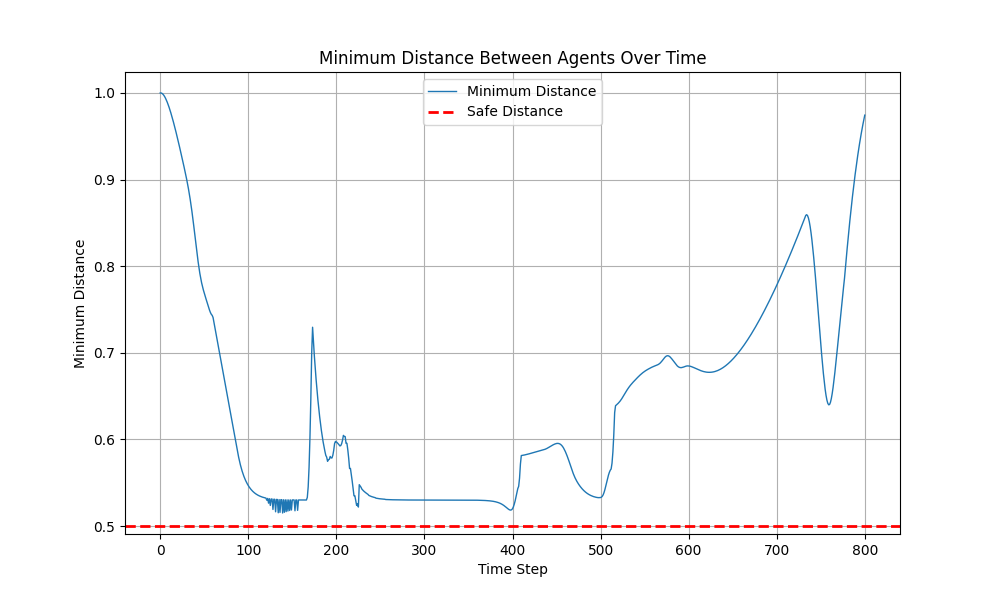 Minimum Distance Between Agents Over Time
Minimum Distance
Safe Distance
1.0
0.9
0.8
0.7
0.6
0.5
Minimum Distance
0 100 200 300 400 500 600 700 800
Time Step